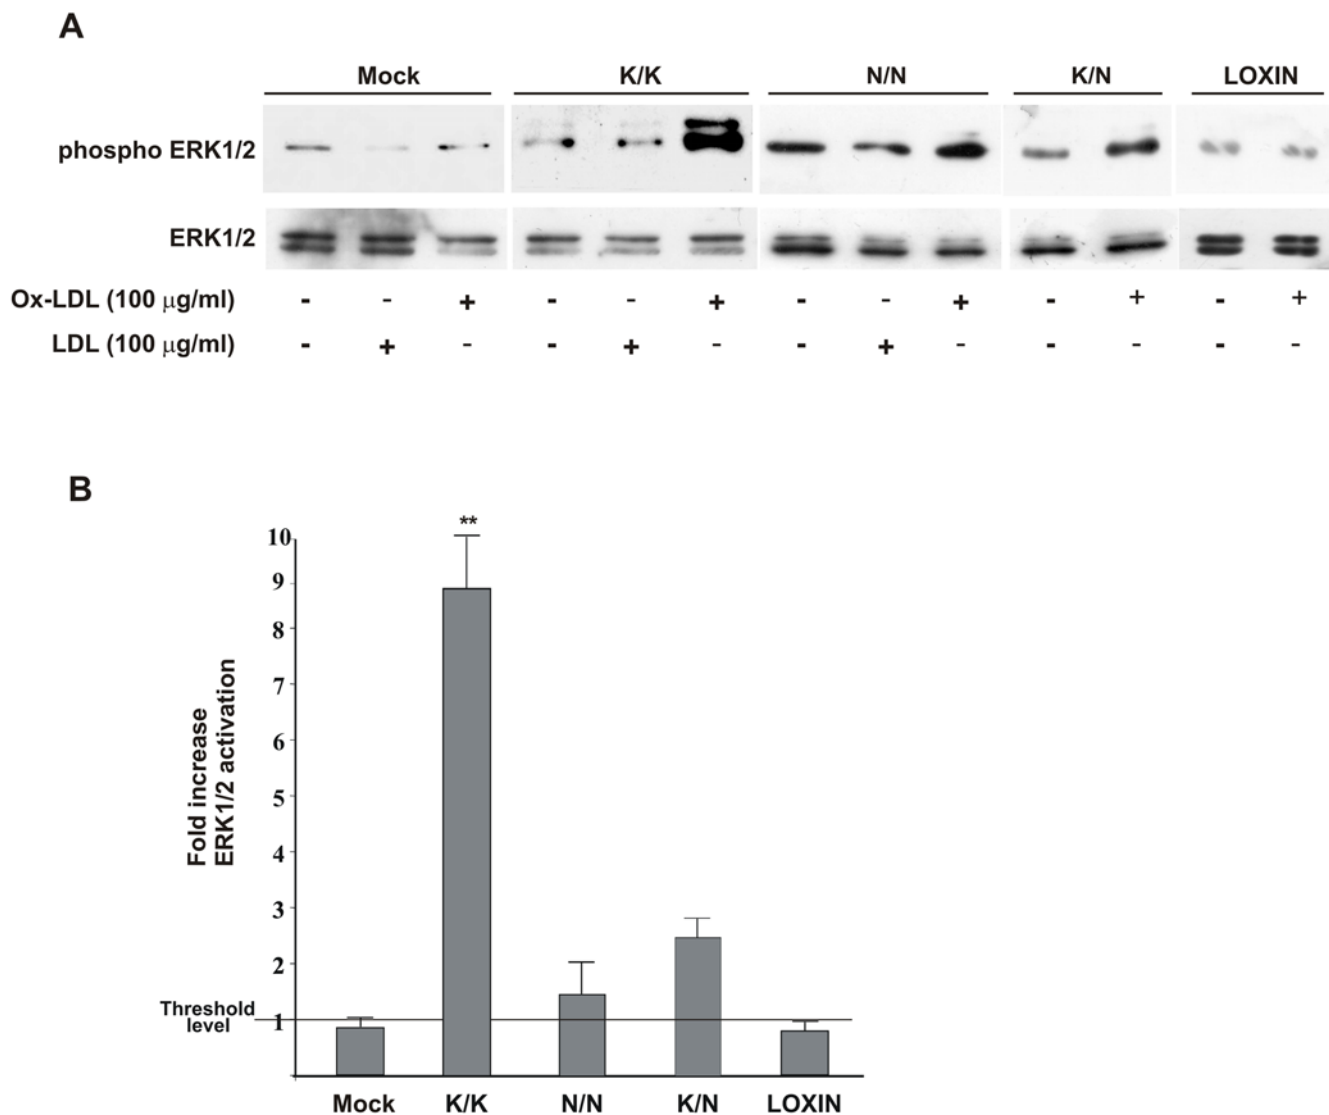 A
Mock K/K N/N K/N LOXIN
phospho ERK1/2
ERK1/2
Ox-LDL (100 μg/ml) - - + - - + - - + - + - +
LDL (100 μg/ml) - + - - + - - + - - - - -
B
**
10
9
8
7
6
5
4
3
2
1
Fold increase
ERK1/2 activation
Threshold
level
Mock K/K N/N K/N LOXIN